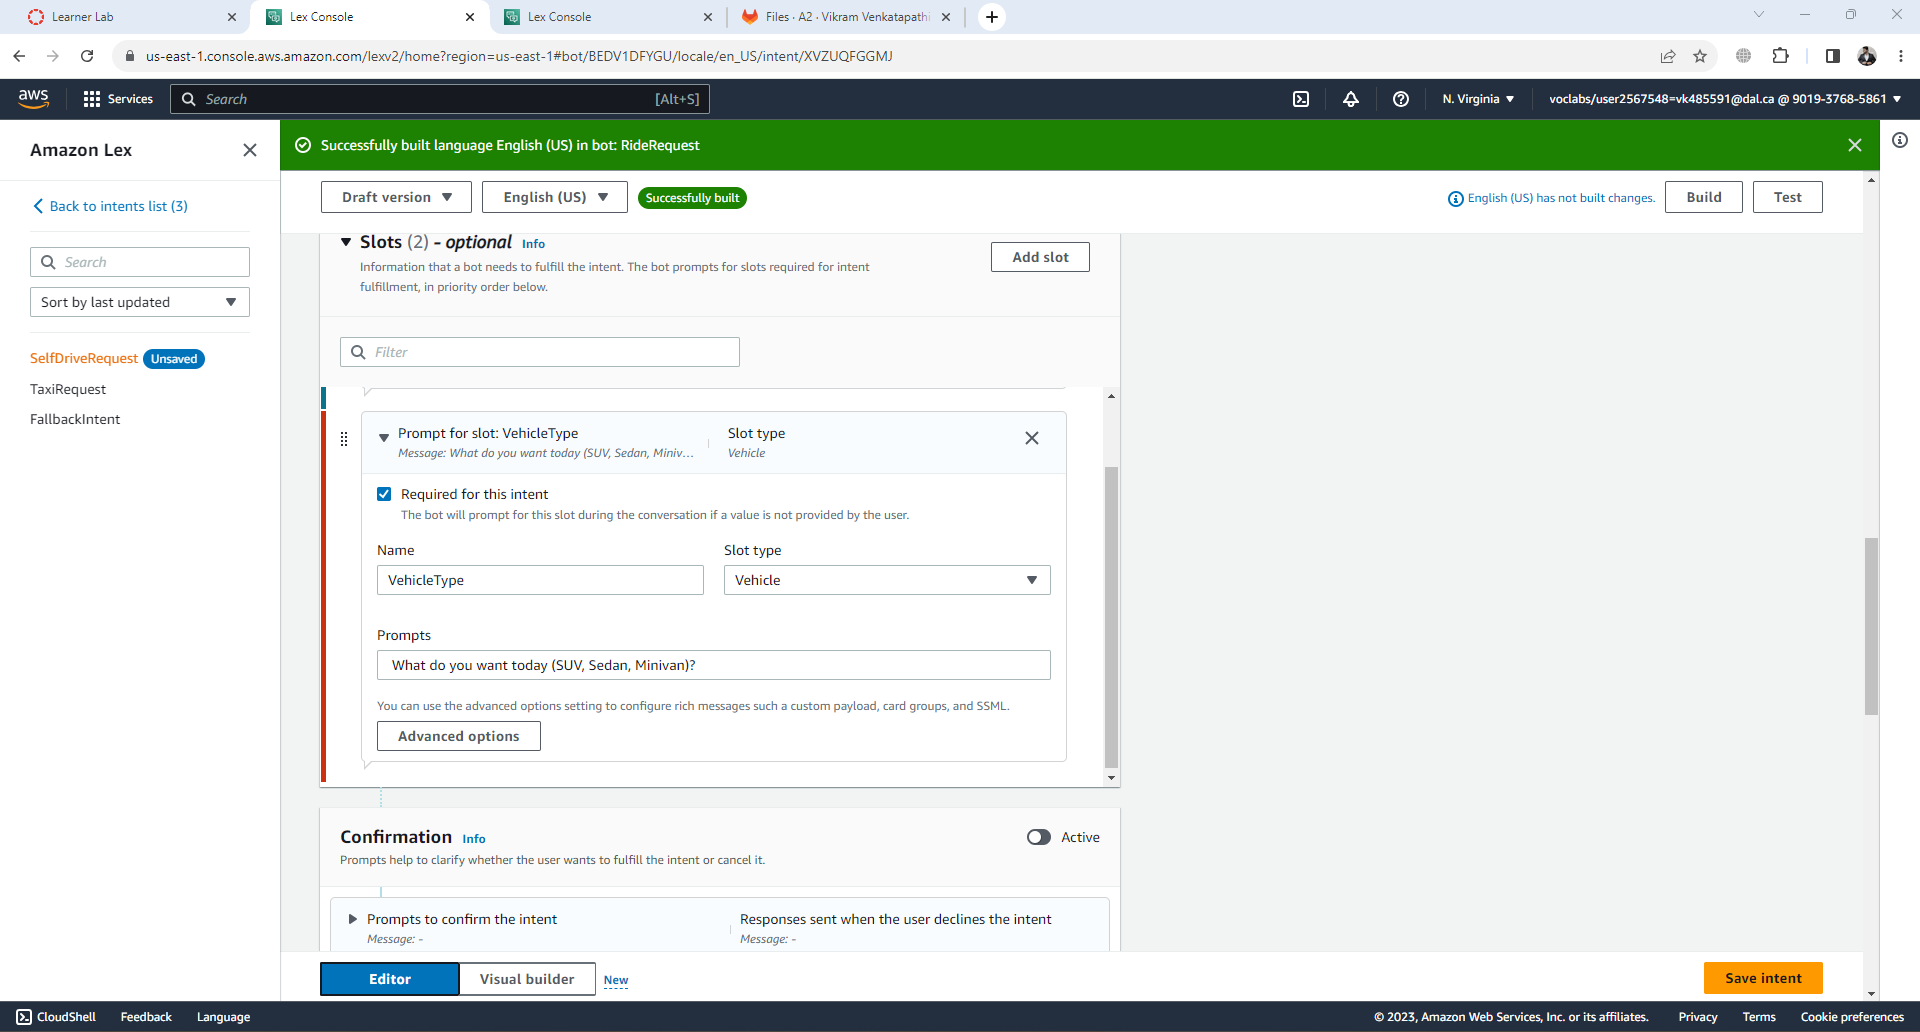 Learner Lab
Lex Console
Lex Console
Files · A2 · Vikram Venkatapathi
us-east-1.console.aws.amazon.com/lexv2/home?region=us-east-1#bot/BEDV1DFYGU/locale/en_US/intent/XVZUQFGGMJ
aws
Services
Search
[Alt+S]
N. Virginia
voclabs/user2567548=vk485591@dal.ca @ 9019-3768-5861
Amazon Lex
Successfully built language English (US) in bot: RideRequest
Back to intents list (3)
Search
Sort by last updated
SelfDriveRequest Unsaved
TaxiRequest
FallbackIntent
Draft version
English (US)
Successfully built
English (US) has not built changes.
Build
Test
Slots (2) - optional Info
Information that a bot needs to fulfill the intent. The bot prompts for slots required for intent
fulfillment, in priority order below.
Add slot
Filter
Prompt for slot: VehicleType
Message: What do you want today (SUV, Sedan, Miniv...
Slot type
Vehicle
Required for this intent
The bot will prompt for this slot during the conversation if a value is not provided by the user.
Name
Slot type
VehicleType
Vehicle
Prompts
What do you want today (SUV, Sedan, Minivan)?
You can use the advanced options setting to configure rich messages such a custom payload, card groups, and SSML.
Advanced options
Confirmation Info
Active
Prompts help to clarify whether the user wants to fulfill the intent or cancel it.
Prompts to confirm the intent
Message: -
Responses sent when the user declines the intent
Message: -
Editor
Visual builder
New
Save intent
CloudShell
Feedback
Language
© 2023, Amazon Web Services, Inc. or its affiliates.
Privacy
Terms
Cookie preferences